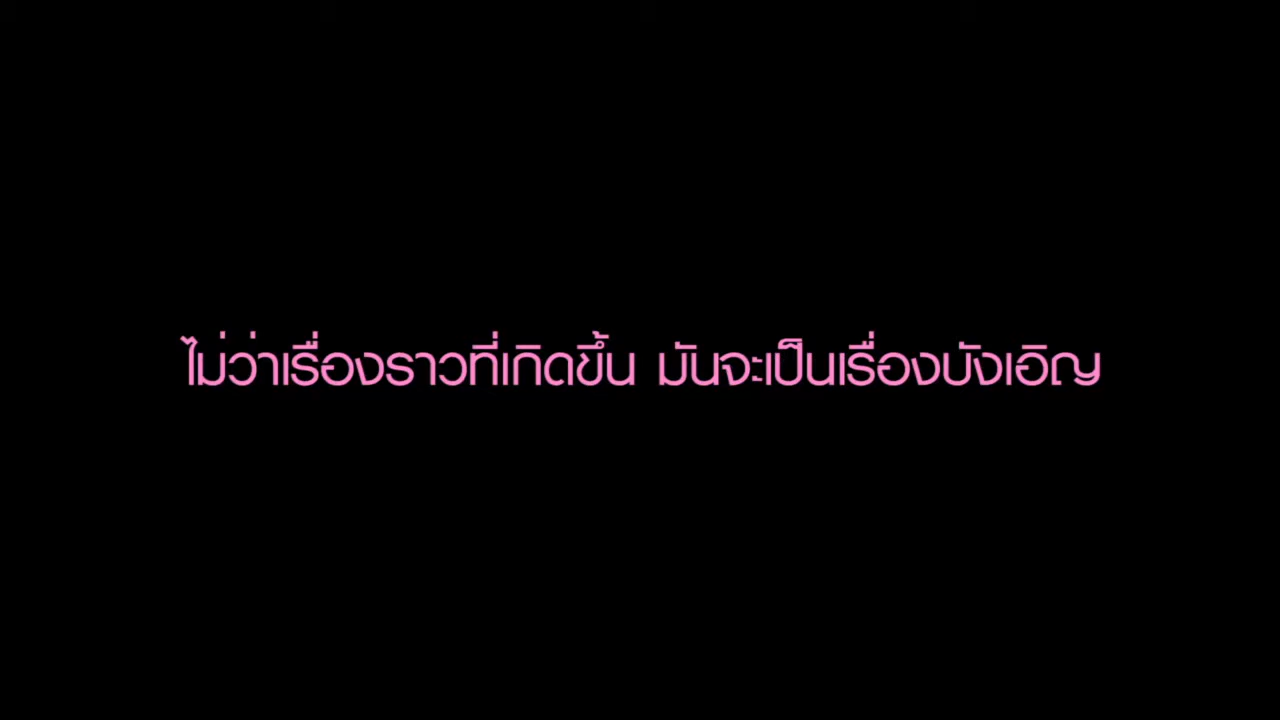 ไม่ว่าเรื่องราวที่เกิดขึ้น มันจะเป็นเรื่องบังเอิญ